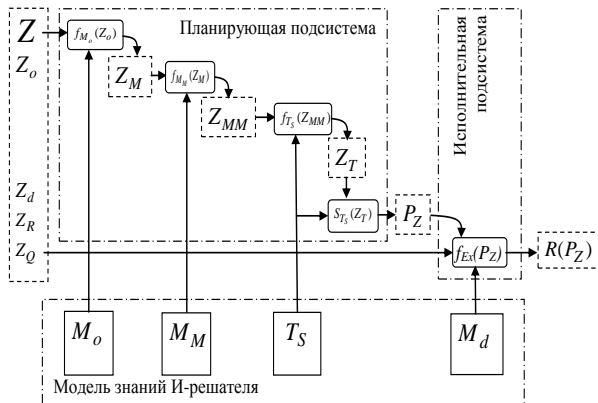 Планирующая подсистема
Исполнительная
подсистема
Z
Z_o
Z_d
Z_R
Z_Q
f_{M_o}(Z_o)
Z_M
f_{M_M}(Z_M)
Z_{MM}
f_{T_S}(Z_{MM})
Z_T
S_{T_S}(Z_T)
P_Z
f_{Ex}(P_Z)
R(P_Z)
M_o
M_M
T_S
M_d
Модель знаний И-решателя